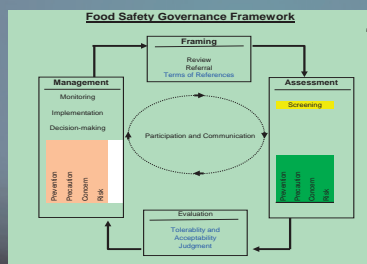 Food Safety Governance Framework
Framing
Review
Referral
Terms of References
Management
Monitoring
Implementation
Decision-making
Prevention
Precaution
Concern
Risk
Participation and Communication
Assessment
Screening
Prevention
Precaution
Concern
Risk
Evaluation
Tolerability and
Acceptability
Judgment